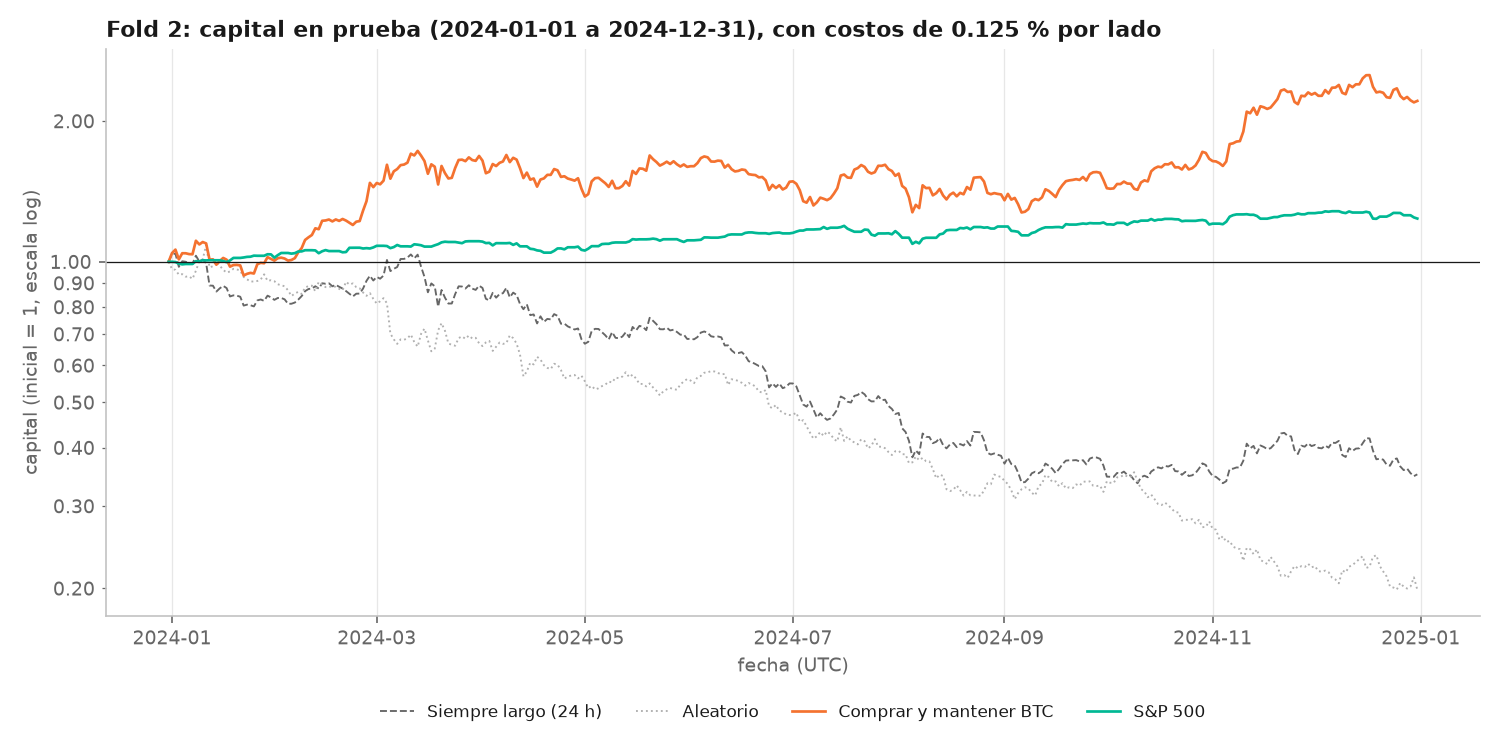 Fold 2: capital en prueba (2024-01-01 a 2024-12-31), con costos de 0.125 % por lado
capital (inicial = 1, escala log)
2.00
1.00
0.90
0.80
0.70
0.60
0.50
0.40
0.30
0.20
2024-01
2024-03
2024-05
2024-07
2024-09
2024-11
2025-01
fecha (UTC)
Siempre largo (24 h)
Aleatorio
Comprar y mantener BTC
S&P 500